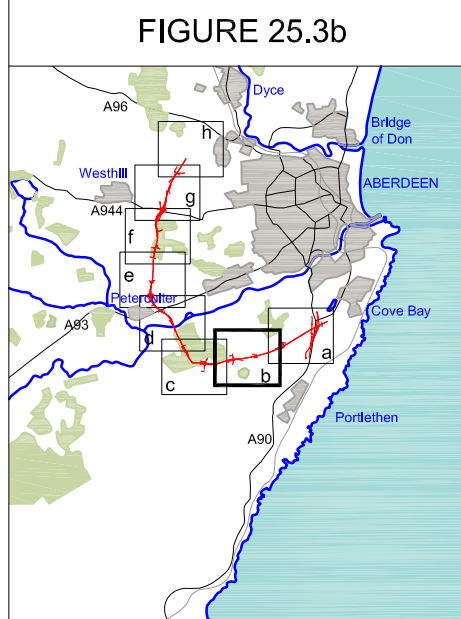 FIGURE 25.3b
Dyce
A96
Bridge
of Don
h
Westhill
ABERDEEN
g
A944
f
e
Peterculter
Cove Bay
A93
d
a
b
c
Portlethen
A90